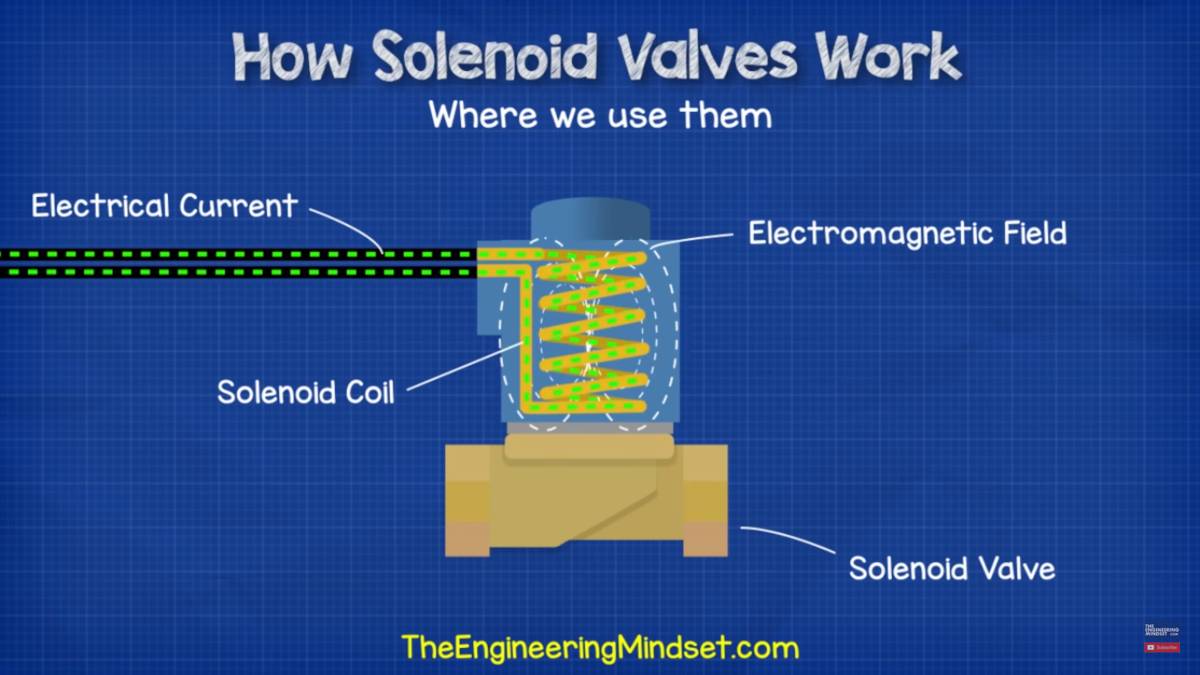 How Solenoid Valves Work
Where we use them
Electrical Current
Electromagnetic Field
Solenoid Coil
Solenoid Valve
TheEngineeringMindset.com
THE
ENGINEERING
MINDSET .COM
Subscribe